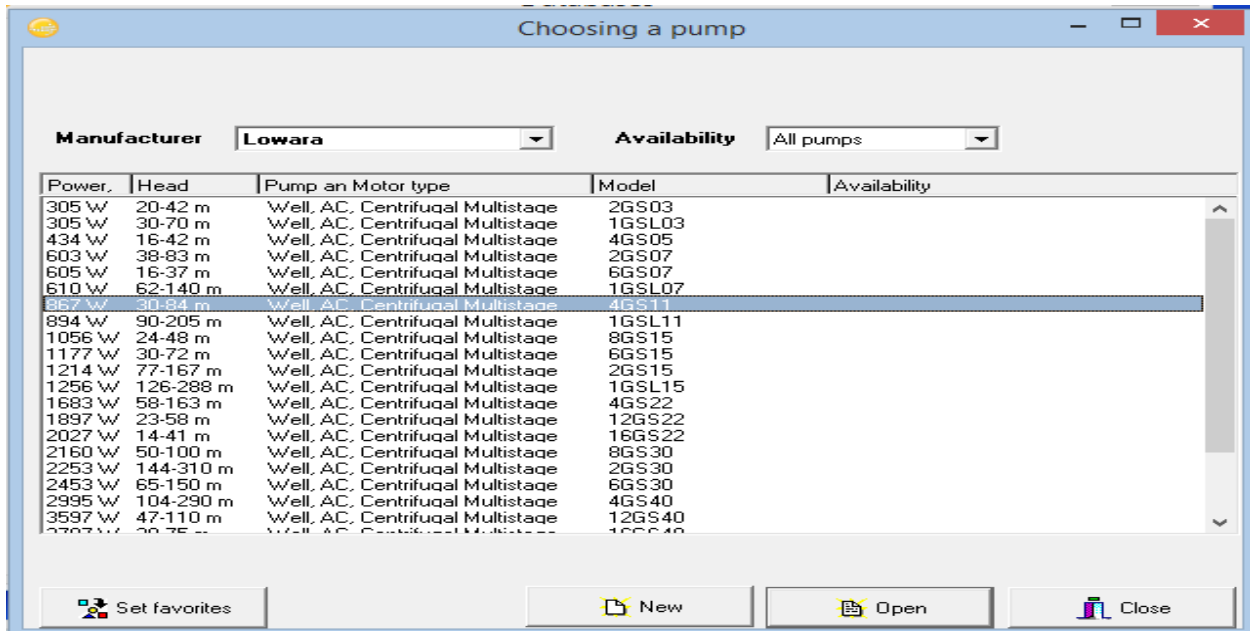 Choosing a pump
Manufacturer Lowara Availability All pumps
Power, Head Pump an Motor type Model Availability
305 W 20-42 m Well, AC, Centrifugal Multistage 2GS03
305 W 30-70 m Well, AC, Centrifugal Multistage 1GSL03
434 W 16-42 m Well, AC, Centrifugal Multistage 4GS05
603 W 38-83 m Well, AC, Centrifugal Multistage 2GS07
605 W 16-37 m Well, AC, Centrifugal Multistage 6GS07
610 W 62-140 m Well, AC, Centrifugal Multistage 1GSL07
867 W 30-84 m Well, AC, Centrifugal Multistage 4GS11
894 W 90-205 m Well, AC, Centrifugal Multistage 1GSL11
1056 W 24-48 m Well, AC, Centrifugal Multistage 8GS15
1177 W 30-72 m Well, AC, Centrifugal Multistage 6GS15
1214 W 77-167 m Well, AC, Centrifugal Multistage 2GS15
1256 W 126-288 m Well, AC, Centrifugal Multistage 1GSL15
1683 W 58-163 m Well, AC, Centrifugal Multistage 4GS22
1897 W 23-58 m Well, AC, Centrifugal Multistage 12GS22
2027 W 14-41 m Well, AC, Centrifugal Multistage 16GS22
2160 W 50-100 m Well, AC, Centrifugal Multistage 8GS30
2253 W 144-310 m Well, AC, Centrifugal Multistage 2GS30
2453 W 65-150 m Well, AC, Centrifugal Multistage 6GS30
2995 W 104-290 m Well, AC, Centrifugal Multistage 4GS40
3597 W 47-110 m Well, AC, Centrifugal Multistage 12GS40
Set favorites New Open Close